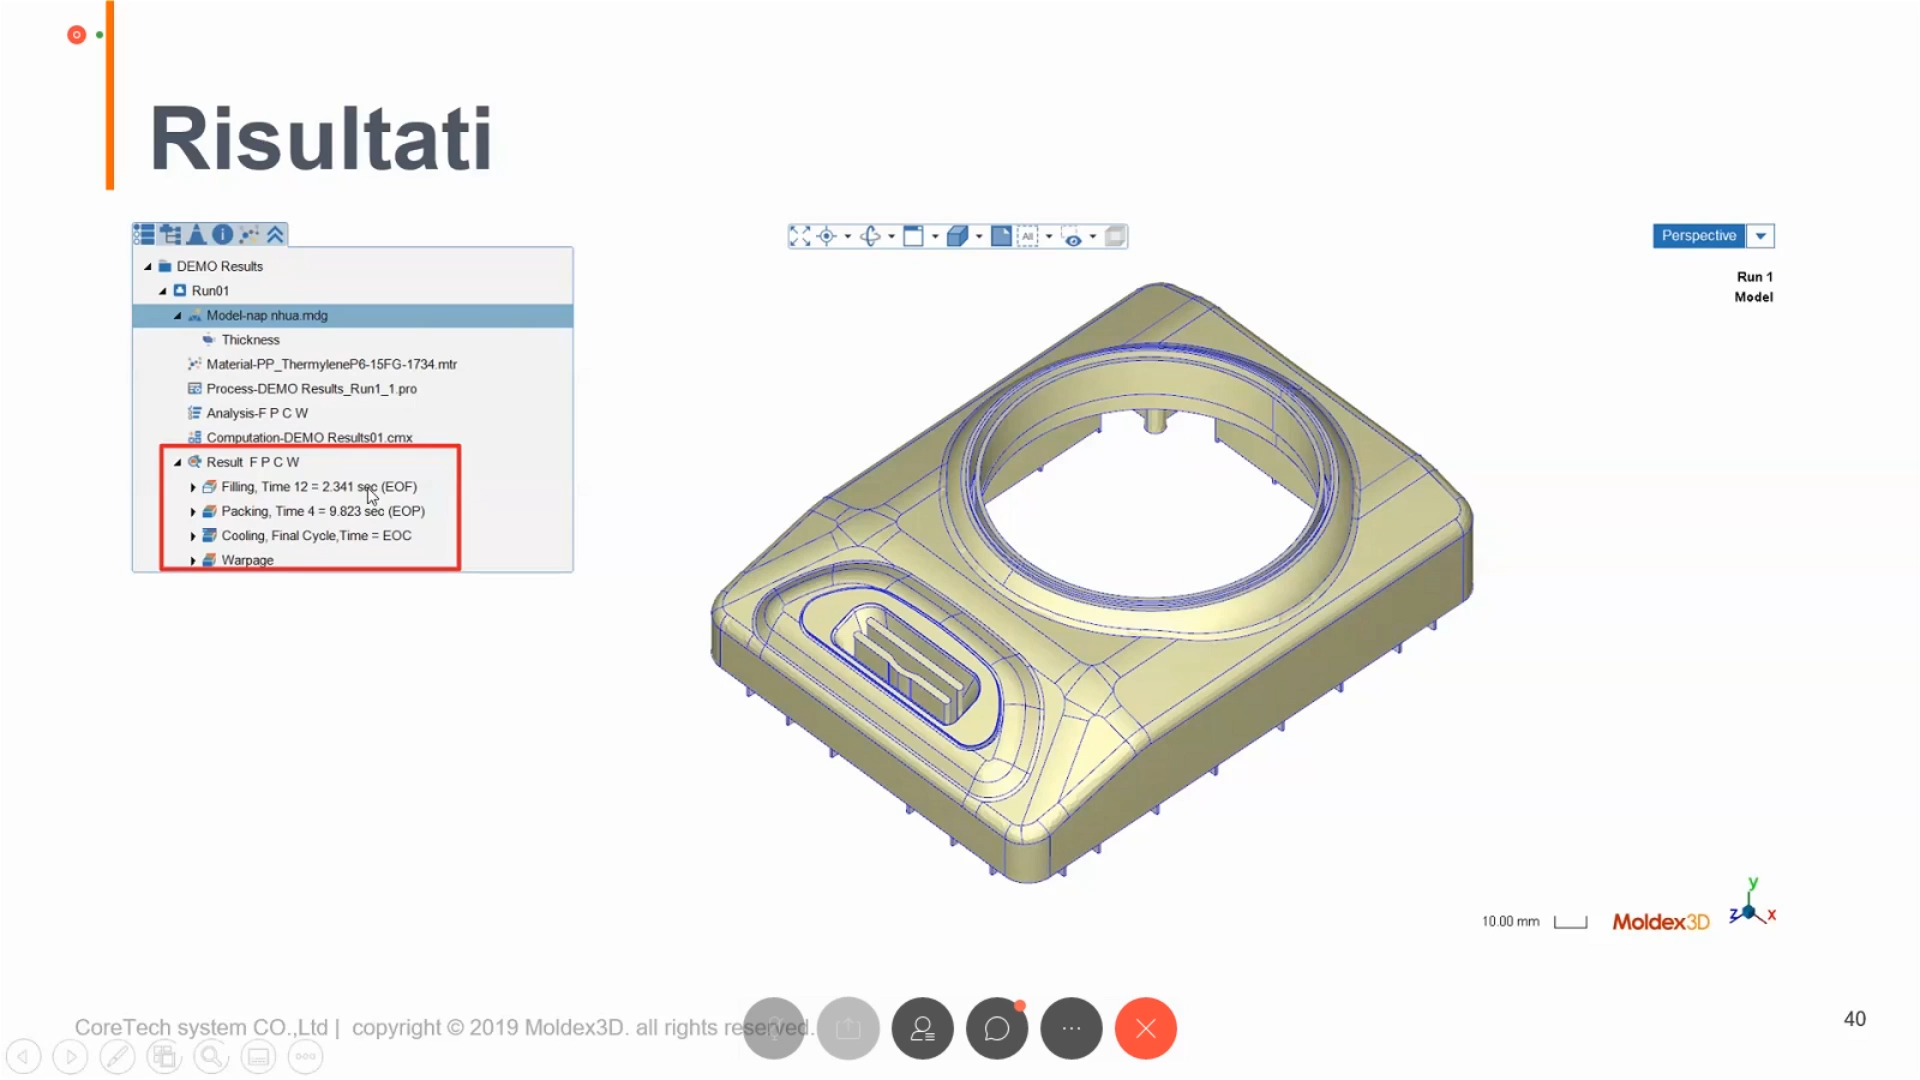 Risultati
DEMO Results
Run01
Model-nap nhua.mdg
Thickness
Material-PP_ThermyleneP6-15FG-1734.mtr
Process-DEMO Results_Run1_1.pro
Analysis-F P C W
Computation-DEMO Results01.cmx
Result F P C W
Filling, Time 12 = 2.341 sec (EOF)
Packing, Time 4 = 9.823 sec (EOP)
Cooling, Final Cycle,Time = EOC
Warpage
All
Perspective
Run 1
Model
10.00 mm
Moldex3D
y
z
x
CoreTech system CO.,Ltd | copyright © 2019 Moldex3D. all rights reserved.
40